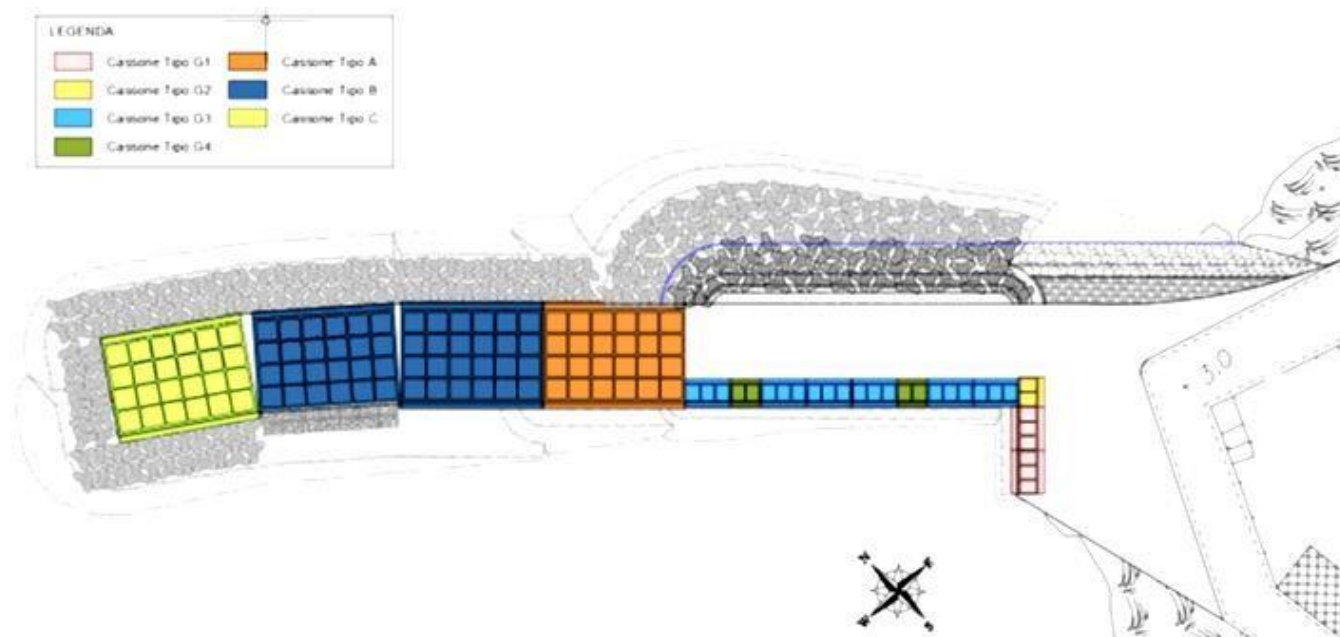 LEGENDA
Cassone Tipo G1
Cassone Tipo A
Cassone Tipo G2
Cassone Tipo B
Cassone Tipo G3
Cassone Tipo C
Cassone Tipo G4
3.0
N
E
W
S